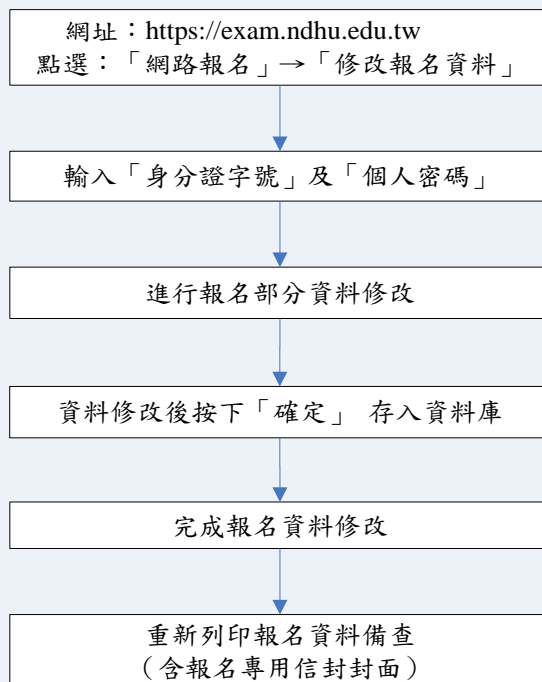 網址：https://exam.ndhu.edu.tw
點選：「網路報名」→「修改報名資料」
輸入「身分證字號」及「個人密碼」
進行報名部分資料修改
資料修改後按下「確定」 存入資料庫
完成報名資料修改
重新列印報名資料備查
（含報名專用信封封面）